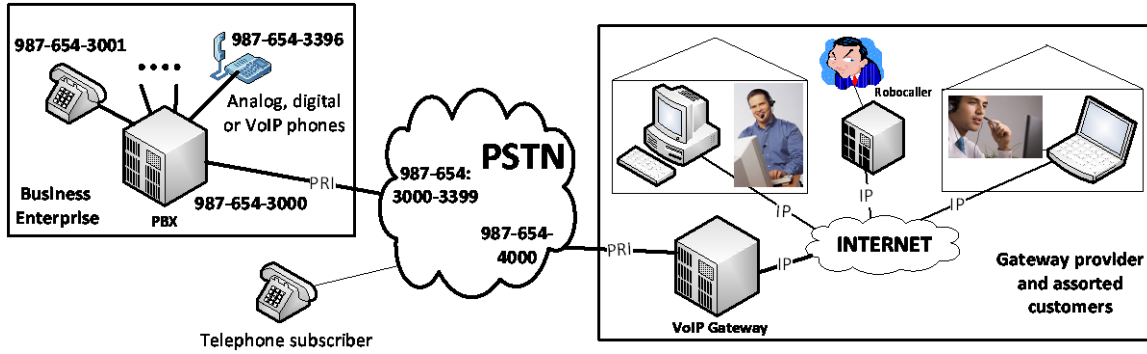 987-654-3001
987-654-3396
Analog, digital
or VoIP phones
Business
Enterprise
PBX
987-654-3000
PRI
PSTN
987-654:
3000-3399
987-654-
4000
Telephone subscriber
PRI
VoIP Gateway
IP
Robocaller
IP
IP
IP
INTERNET
Gateway provider
and assorted
customers